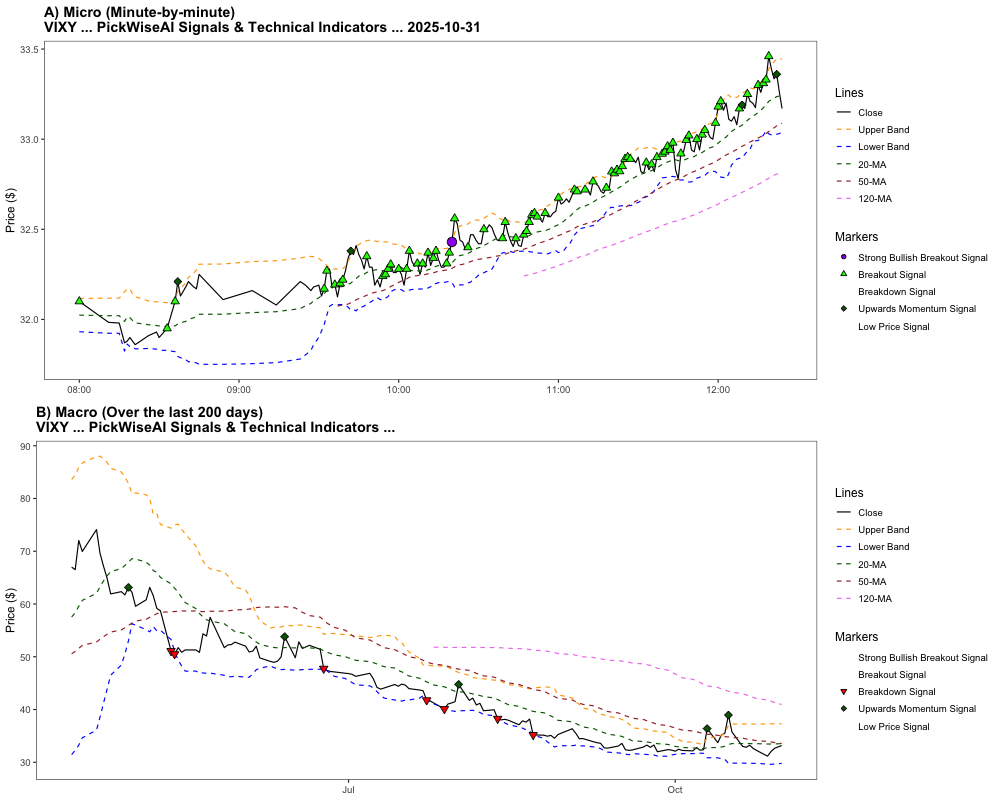 A) Micro (Minute-by-minute)
VIXY ... PickWiseAI Signals & Technical Indicators ... 2025-10-31
Price ($)
33.5
33.0
32.5
32.0
08:00
09:00
10:00
11:00
12:00
Lines
Close
Upper Band
Lower Band
20-MA
50-MA
120-MA
Markers
Strong Bullish Breakout Signal
Breakout Signal
Breakdown Signal
Upwards Momentum Signal
Low Price Signal
B) Macro (Over the last 200 days)
VIXY ... PickWiseAI Signals & Technical Indicators ...
Price ($)
90
80
70
60
50
40
30
Jul
Oct
Lines
Close
Upper Band
Lower Band
20-MA
50-MA
120-MA
Markers
Strong Bullish Breakout Signal
Breakout Signal
Breakdown Signal
Upwards Momentum Signal
Low Price Signal